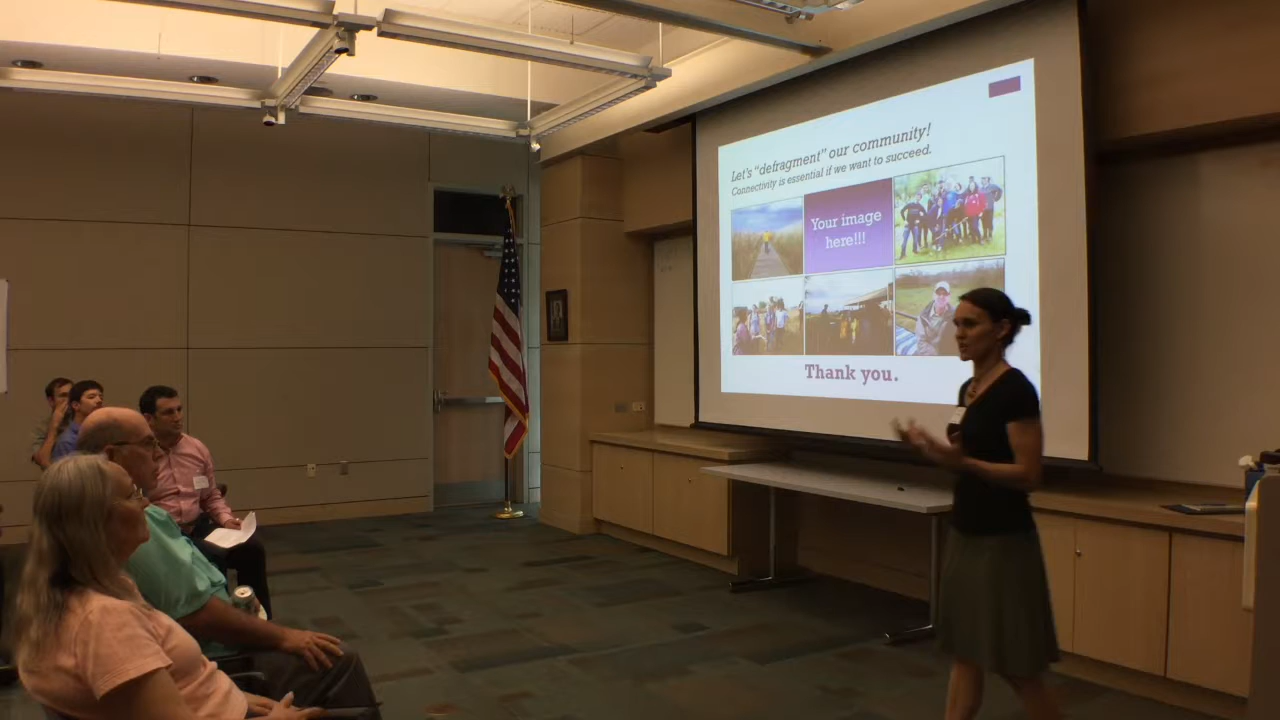 Let's "defragment" our community!
Connectivity is essential if we want to succeed.
Your image
here!!!
Thank you.